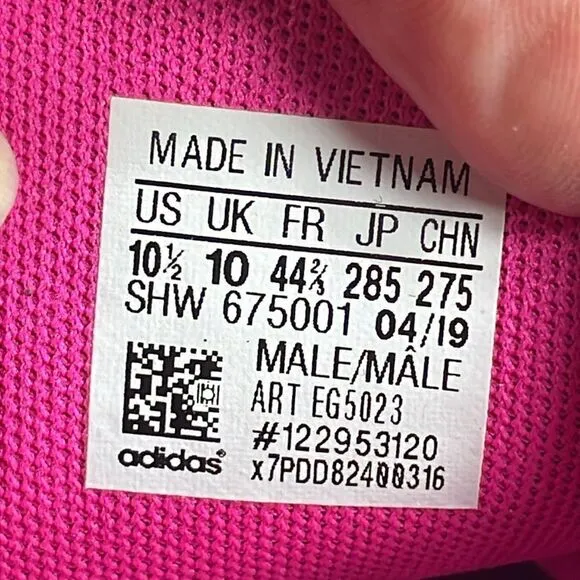 MADE IN VIETNAM
US UK FR JP CHN
10½ 10 44⅔ 285 275
SHW 675001 04/19
MALE/MÂLE
ART EG5023
#122953120
adidas®
x7PDD82400316